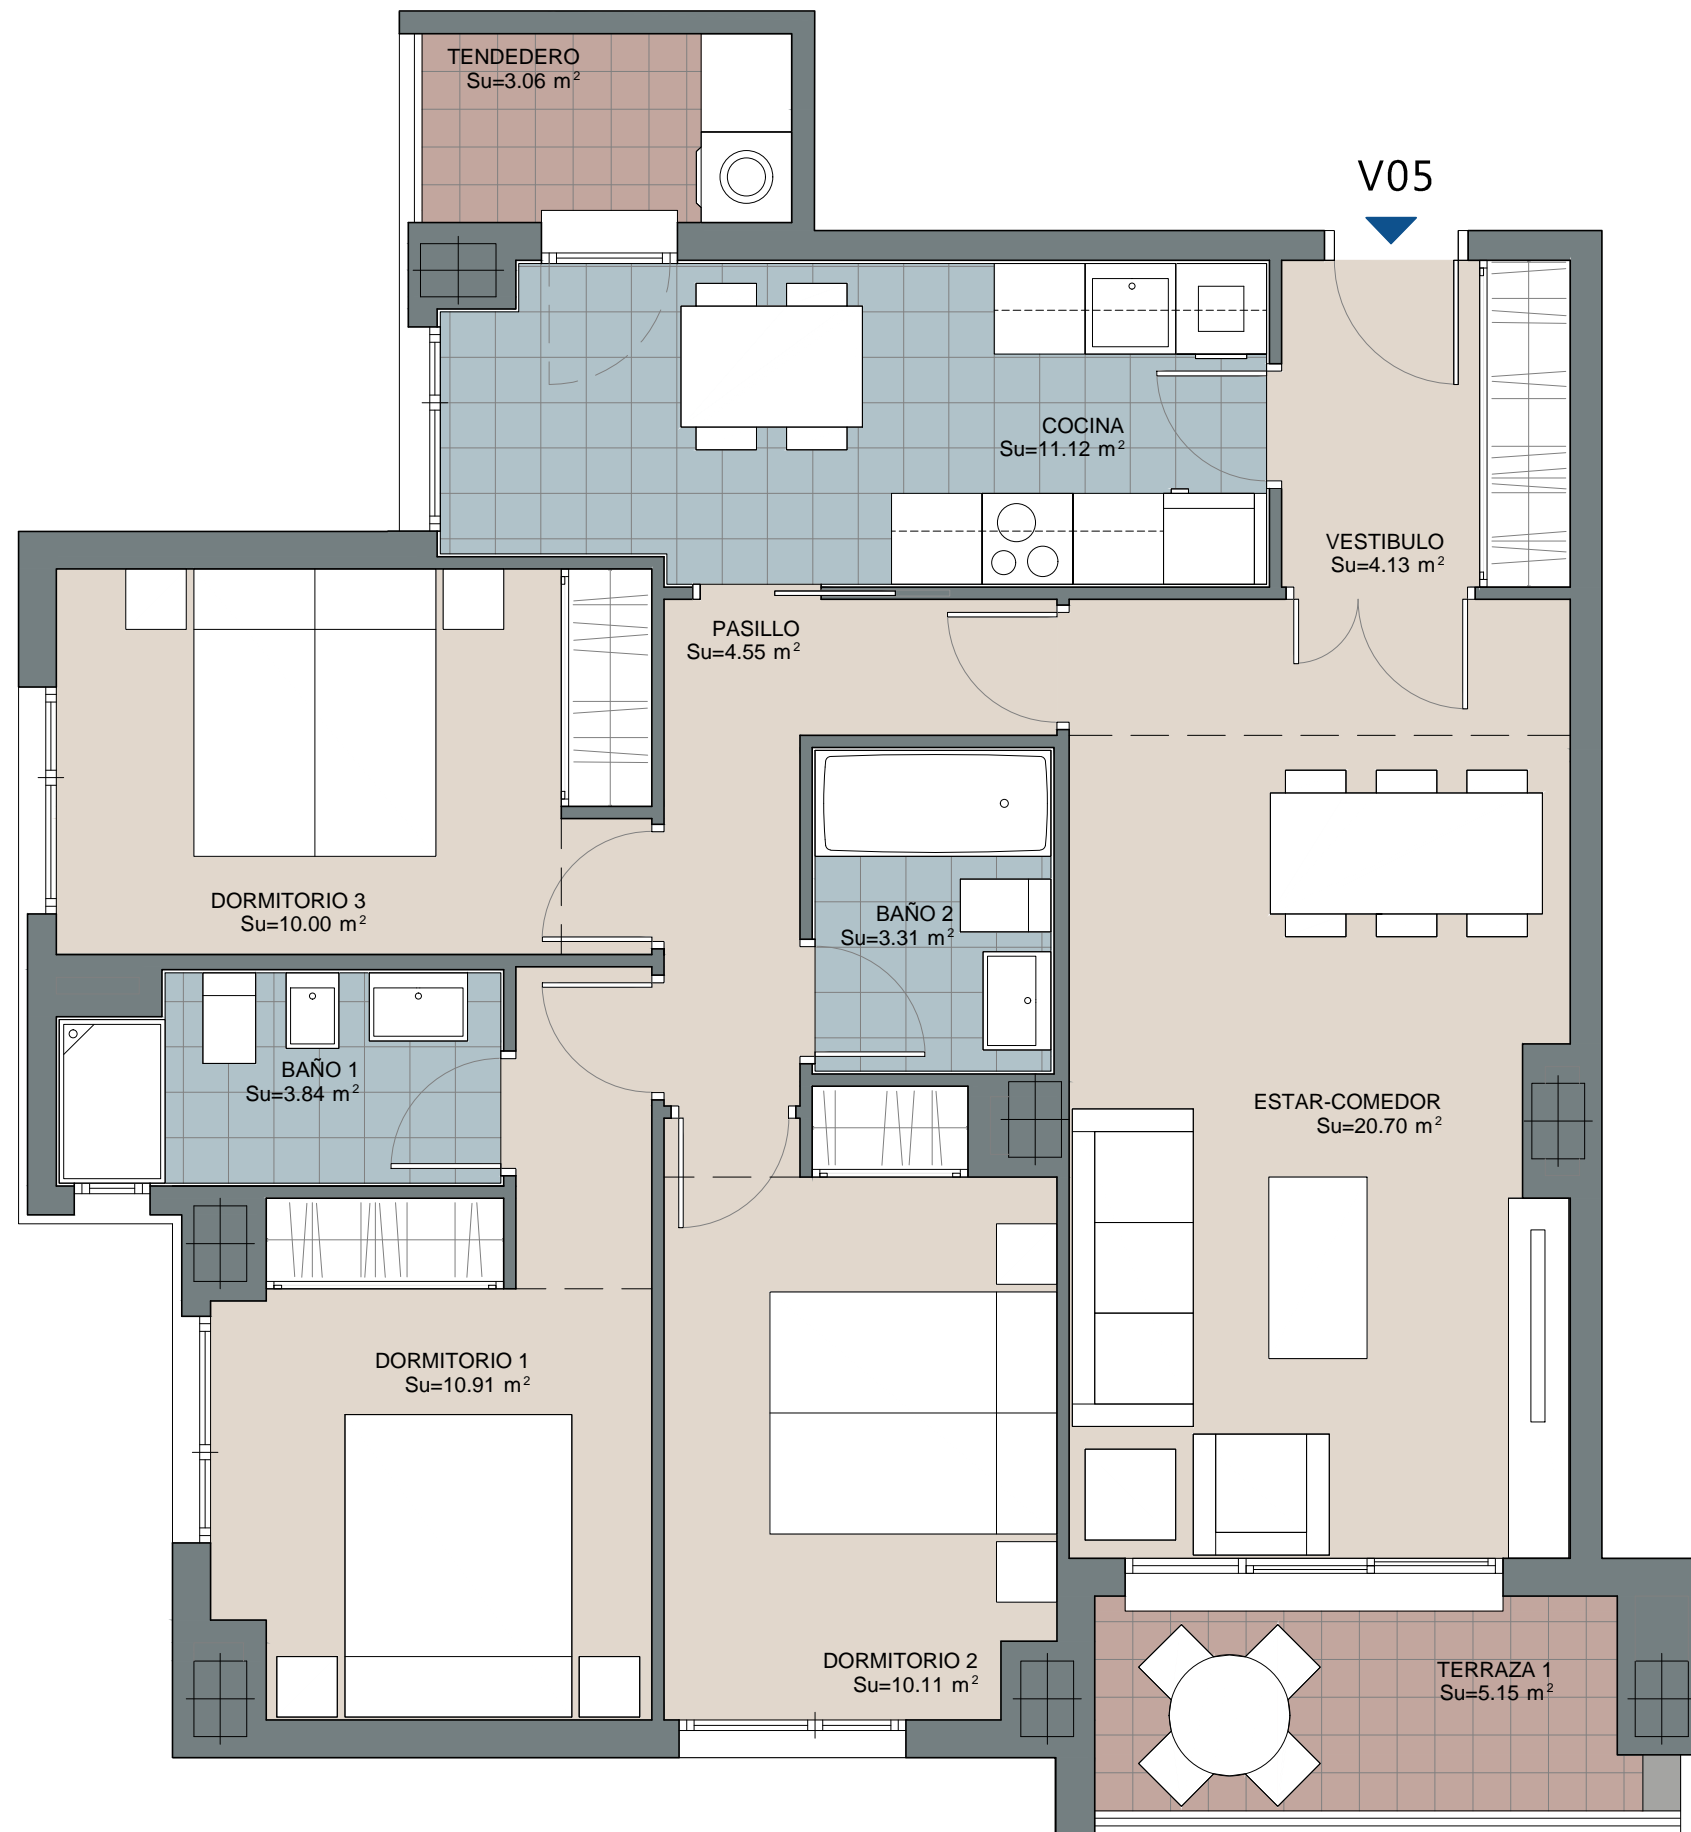 TENDEDERO
Su=3.06 m²
V05
COCINA
Su=11.12 m²
VESTIBULO
Su=4.13 m²
PASILLO
Su=4.55 m²
DORMITORIO 3
Su=10.00 m²
BAÑO 2
Su=3.31 m²
BAÑO 1
Su=3.84 m²
ESTAR-COMEDOR
Su=20.70 m²
DORMITORIO 1
Su=10.91 m²
DORMITORIO 2
Su=10.11 m²
TERRAZA 1
Su=5.15 m²